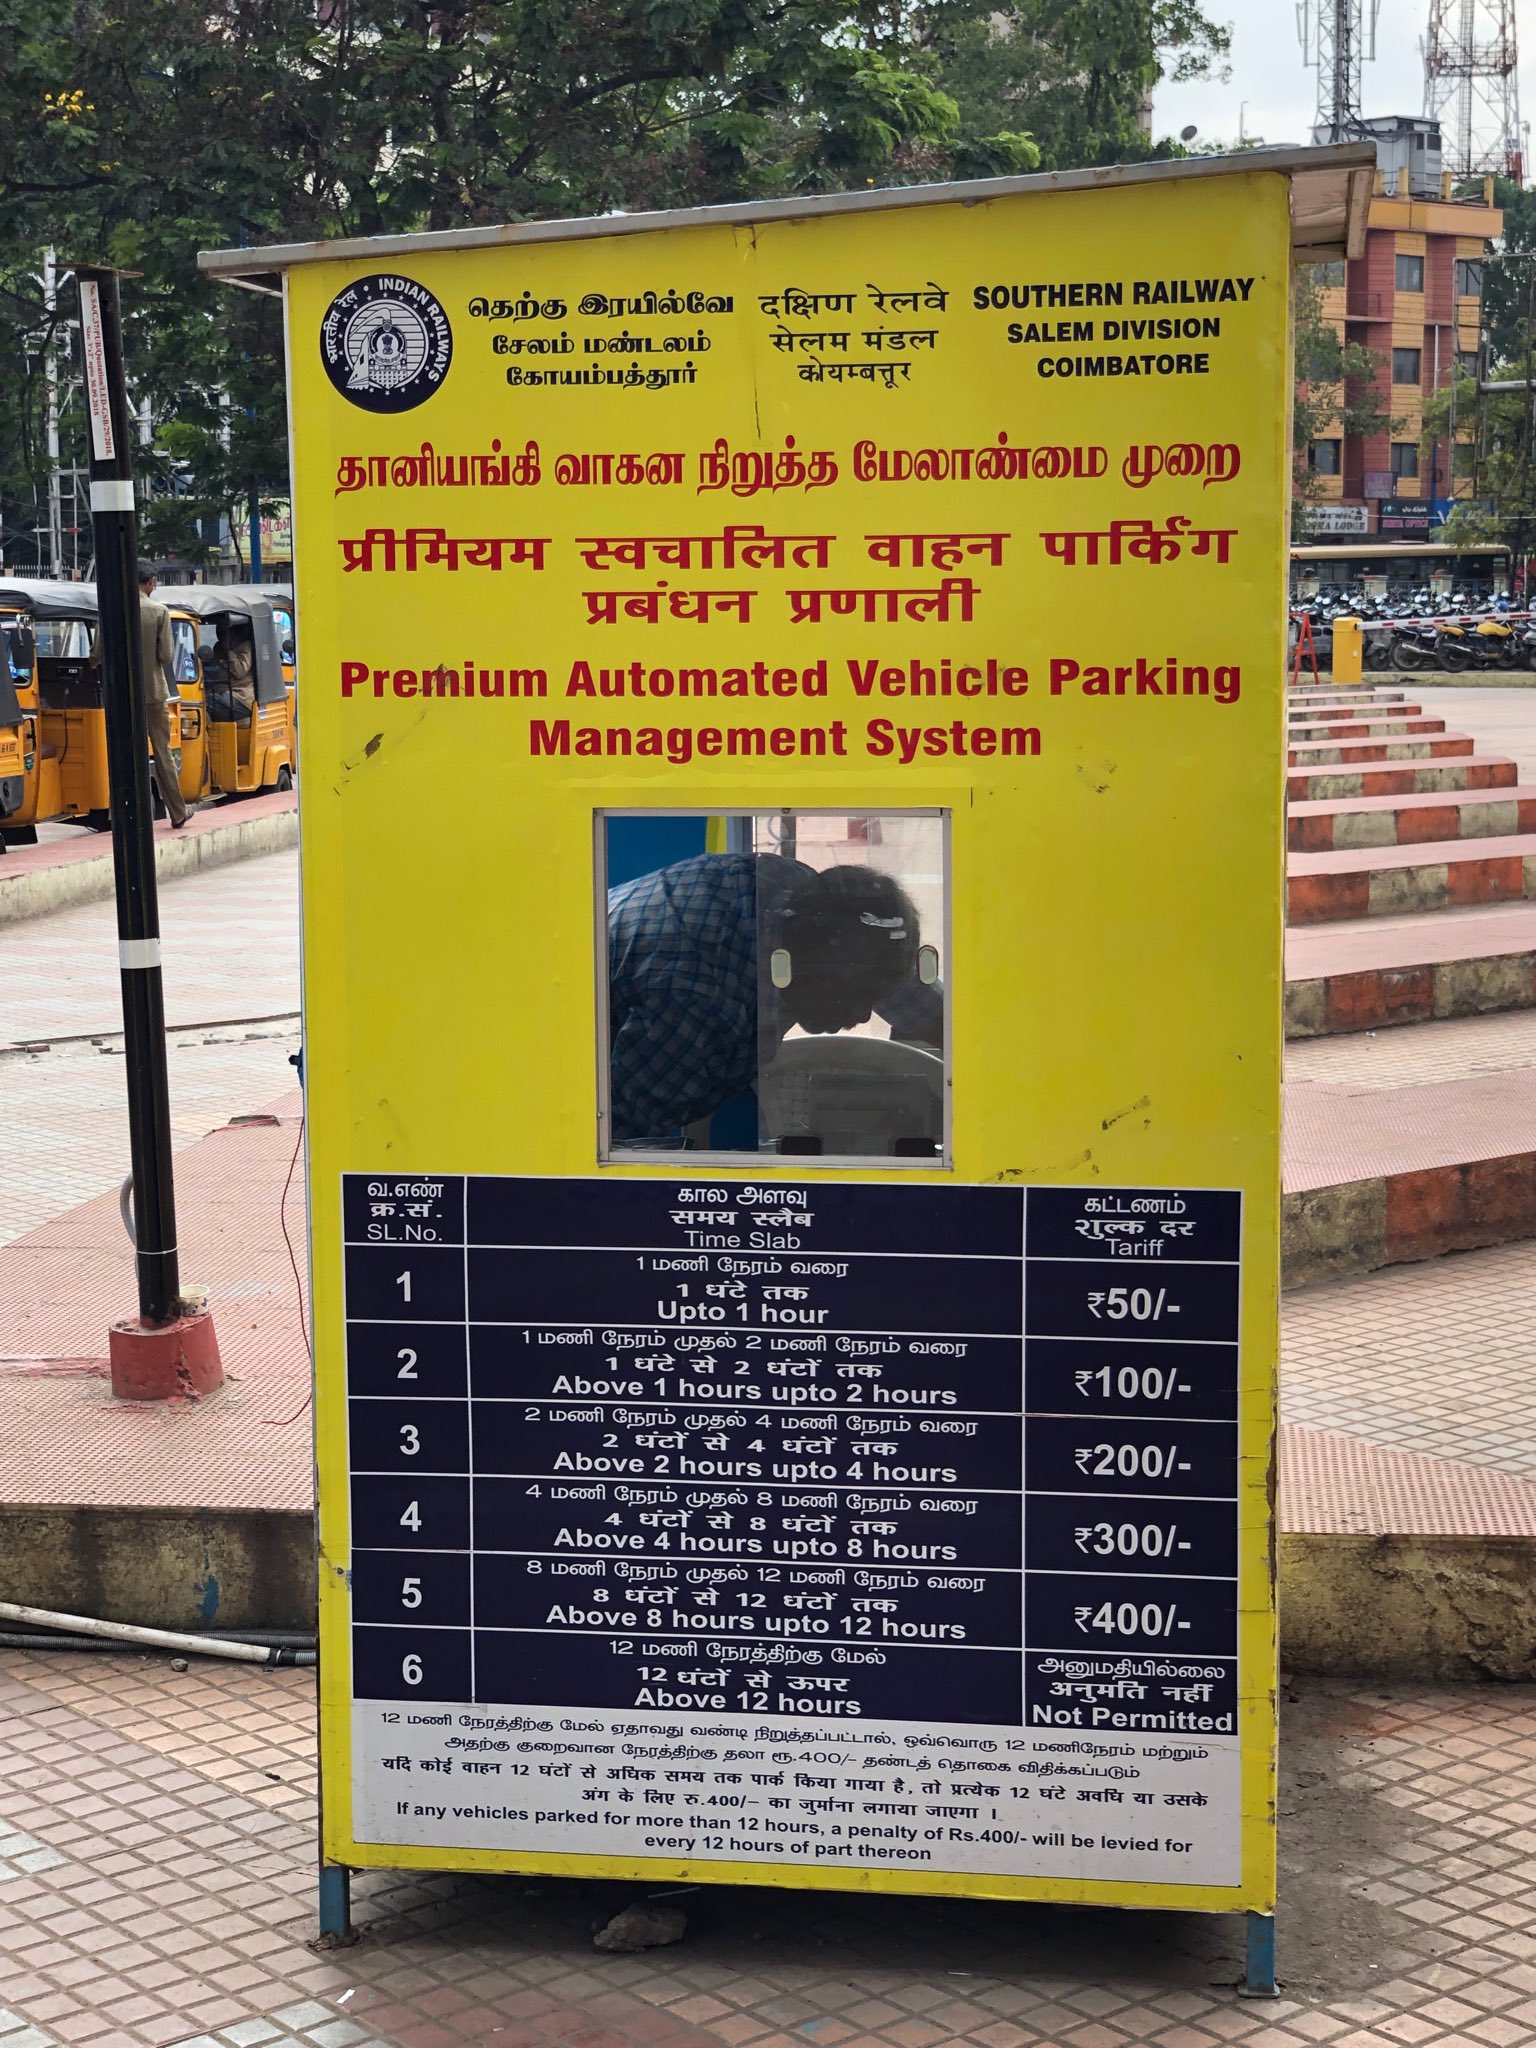 भारतीय रेल • INDIAN RAILWAYS
தெற்கு இரயில்வே
சேலம் மண்டலம்
கோயம்பத்தூர்
दक्षिण रेलवे
सेलम मंडल
कोयम्बत्तूर
SOUTHERN RAILWAY
SALEM DIVISION
COIMBATORE
தானியங்கி வாகன நிறுத்த மேலாண்மை முறை
प्रीमियम स्वचालित वाहन पार्किंग
प्रबंधन प्रणाली
Premium Automated Vehicle Parking
Management System
வ.எண்
क्र.सं.
SL.No.
கால அளவு
समय स्लैब
Time Slab
கட்டணம்
शुल्क दर
Tariff
1
1 மணி நேரம் வரை
1 घंटे तक
Upto 1 hour
₹50/-
2
1 மணி நேரம் முதல் 2 மணி நேரம் வரை
1 घंटे से 2 घंटों तक
Above 1 hours upto 2 hours
₹100/-
3
2 மணி நேரம் முதல் 4 மணி நேரம் வரை
2 घंटों से 4 घंटों तक
Above 2 hours upto 4 hours
₹200/-
4
4 மணி நேரம் முதல் 8 மணி நேரம் வரை
4 घंटों से 8 घंटों तक
Above 4 hours upto 8 hours
₹300/-
5
8 மணி நேரம் முதல் 12 மணி நேரம் வரை
8 घंटों से 12 घंटों तक
Above 8 hours upto 12 hours
₹400/-
6
12 மணி நேரத்திற்கு மேல்
12 घंटों से ऊपर
Above 12 hours
அனுமதியில்லை
अनुमति नहीं
Not Permitted
12 மணி நேரத்திற்கு மேல் ஏதாவது வண்டி நிறுத்தப்பட்டால், ஒவ்வொரு 12 மணிநேரம் மற்றும்
அதற்கு குறைவான நேரத்திற்கு தலா ரூ.400/- தண்டத் தொகை விதிக்கப்படும்
यदि कोई वाहन 12 घंटों से अधिक समय तक पार्क किया गाया है, तो प्रत्येक 12 घंटे अवधि या उसके
अंग के लिए रु.400/- का जुर्माना लगाया जाएगा ।
If any vehicles parked for more than 12 hours, a penalty of Rs.400/- will be levied for
every 12 hours of part thereon
LODGE
SURYA OPTICS